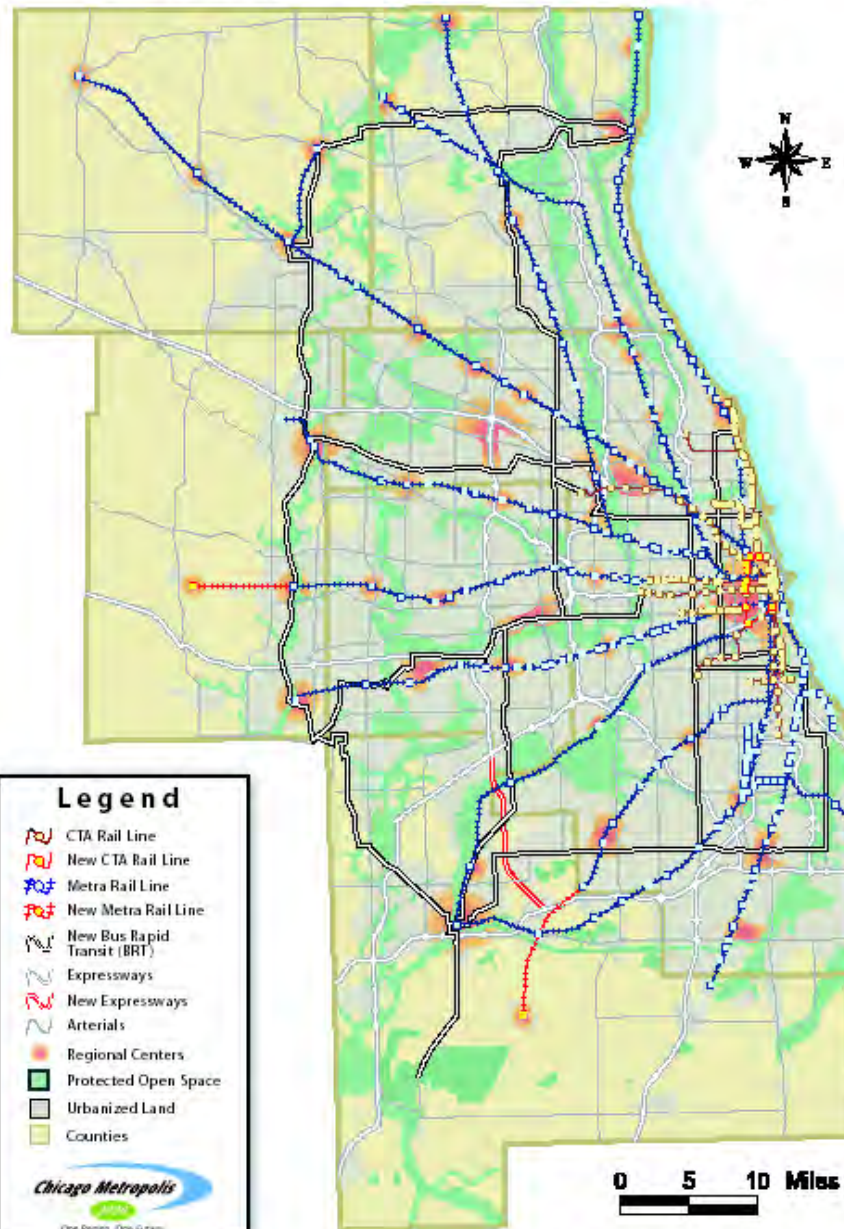 N
W E
S
Legend
CTA Rail Line
New CTA Rail Line
Metra Rail Line
New Metra Rail Line
New Bus Rapid
Transit (BRT)
Expressways
New Expressways
Arterials
Regional Centers
Protected Open Space
Urbanized Land
Counties
Chicago Metropolis
0 5 10 Miles